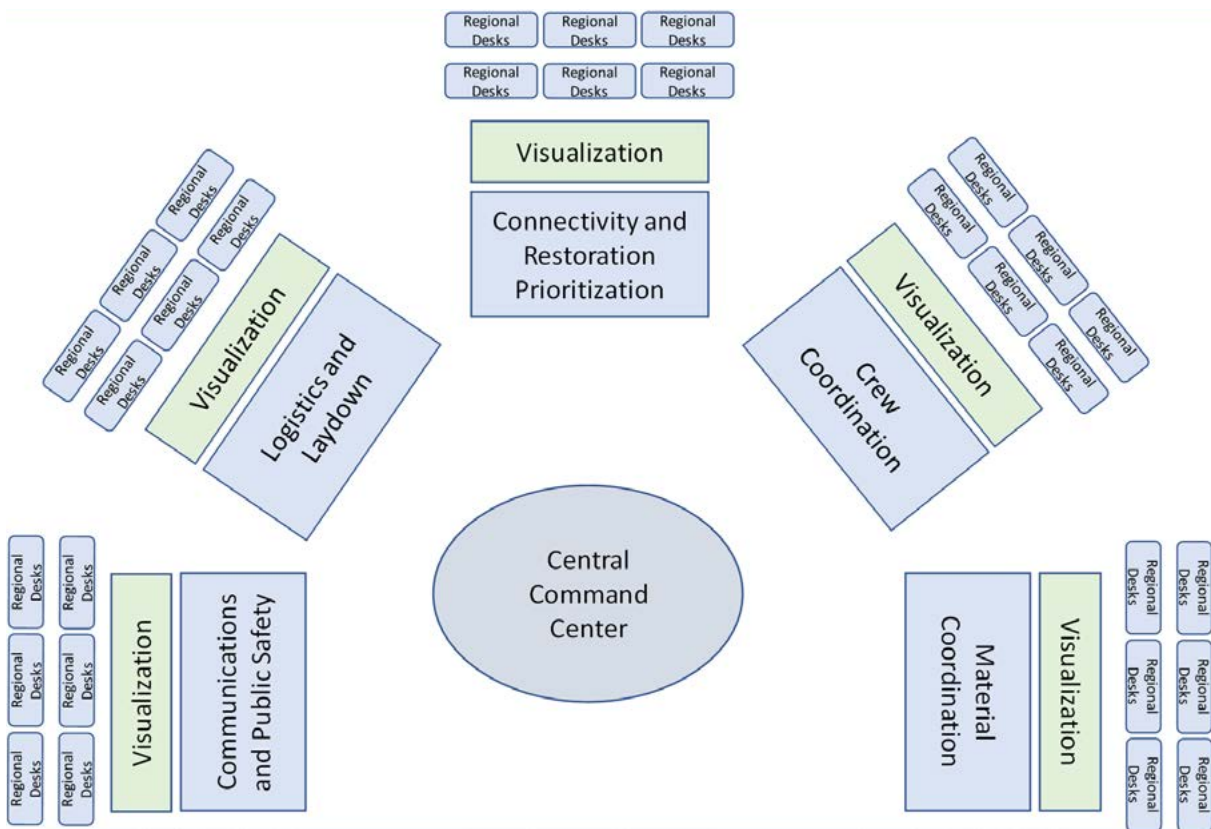 Regional
Desks
Regional
Desks
Regional
Desks
Regional
Desks
Regional
Desks
Regional
Desks
Visualization
Connectivity and
Restoration
Prioritization
Regional
Desks
Regional
Desks
Regional
Desks
Regional
Desks
Regional
Desks
Regional
Desks
Visualization
Logistics and
Laydown
Regional
Desks
Regional
Desks
Regional
Desks
Regional
Desks
Regional
Desks
Regional
Desks
Visualization
Crew
Coordination
Central
Command
Center
Regional
Desks
Regional
Desks
Regional
Desks
Regional
Desks
Regional
Desks
Regional
Desks
Visualization
Communications
and Public Safety
Material
Coordination
Visualization
Regional
Desks
Regional
Desks
Regional
Desks
Regional
Desks
Regional
Desks
Regional
Desks